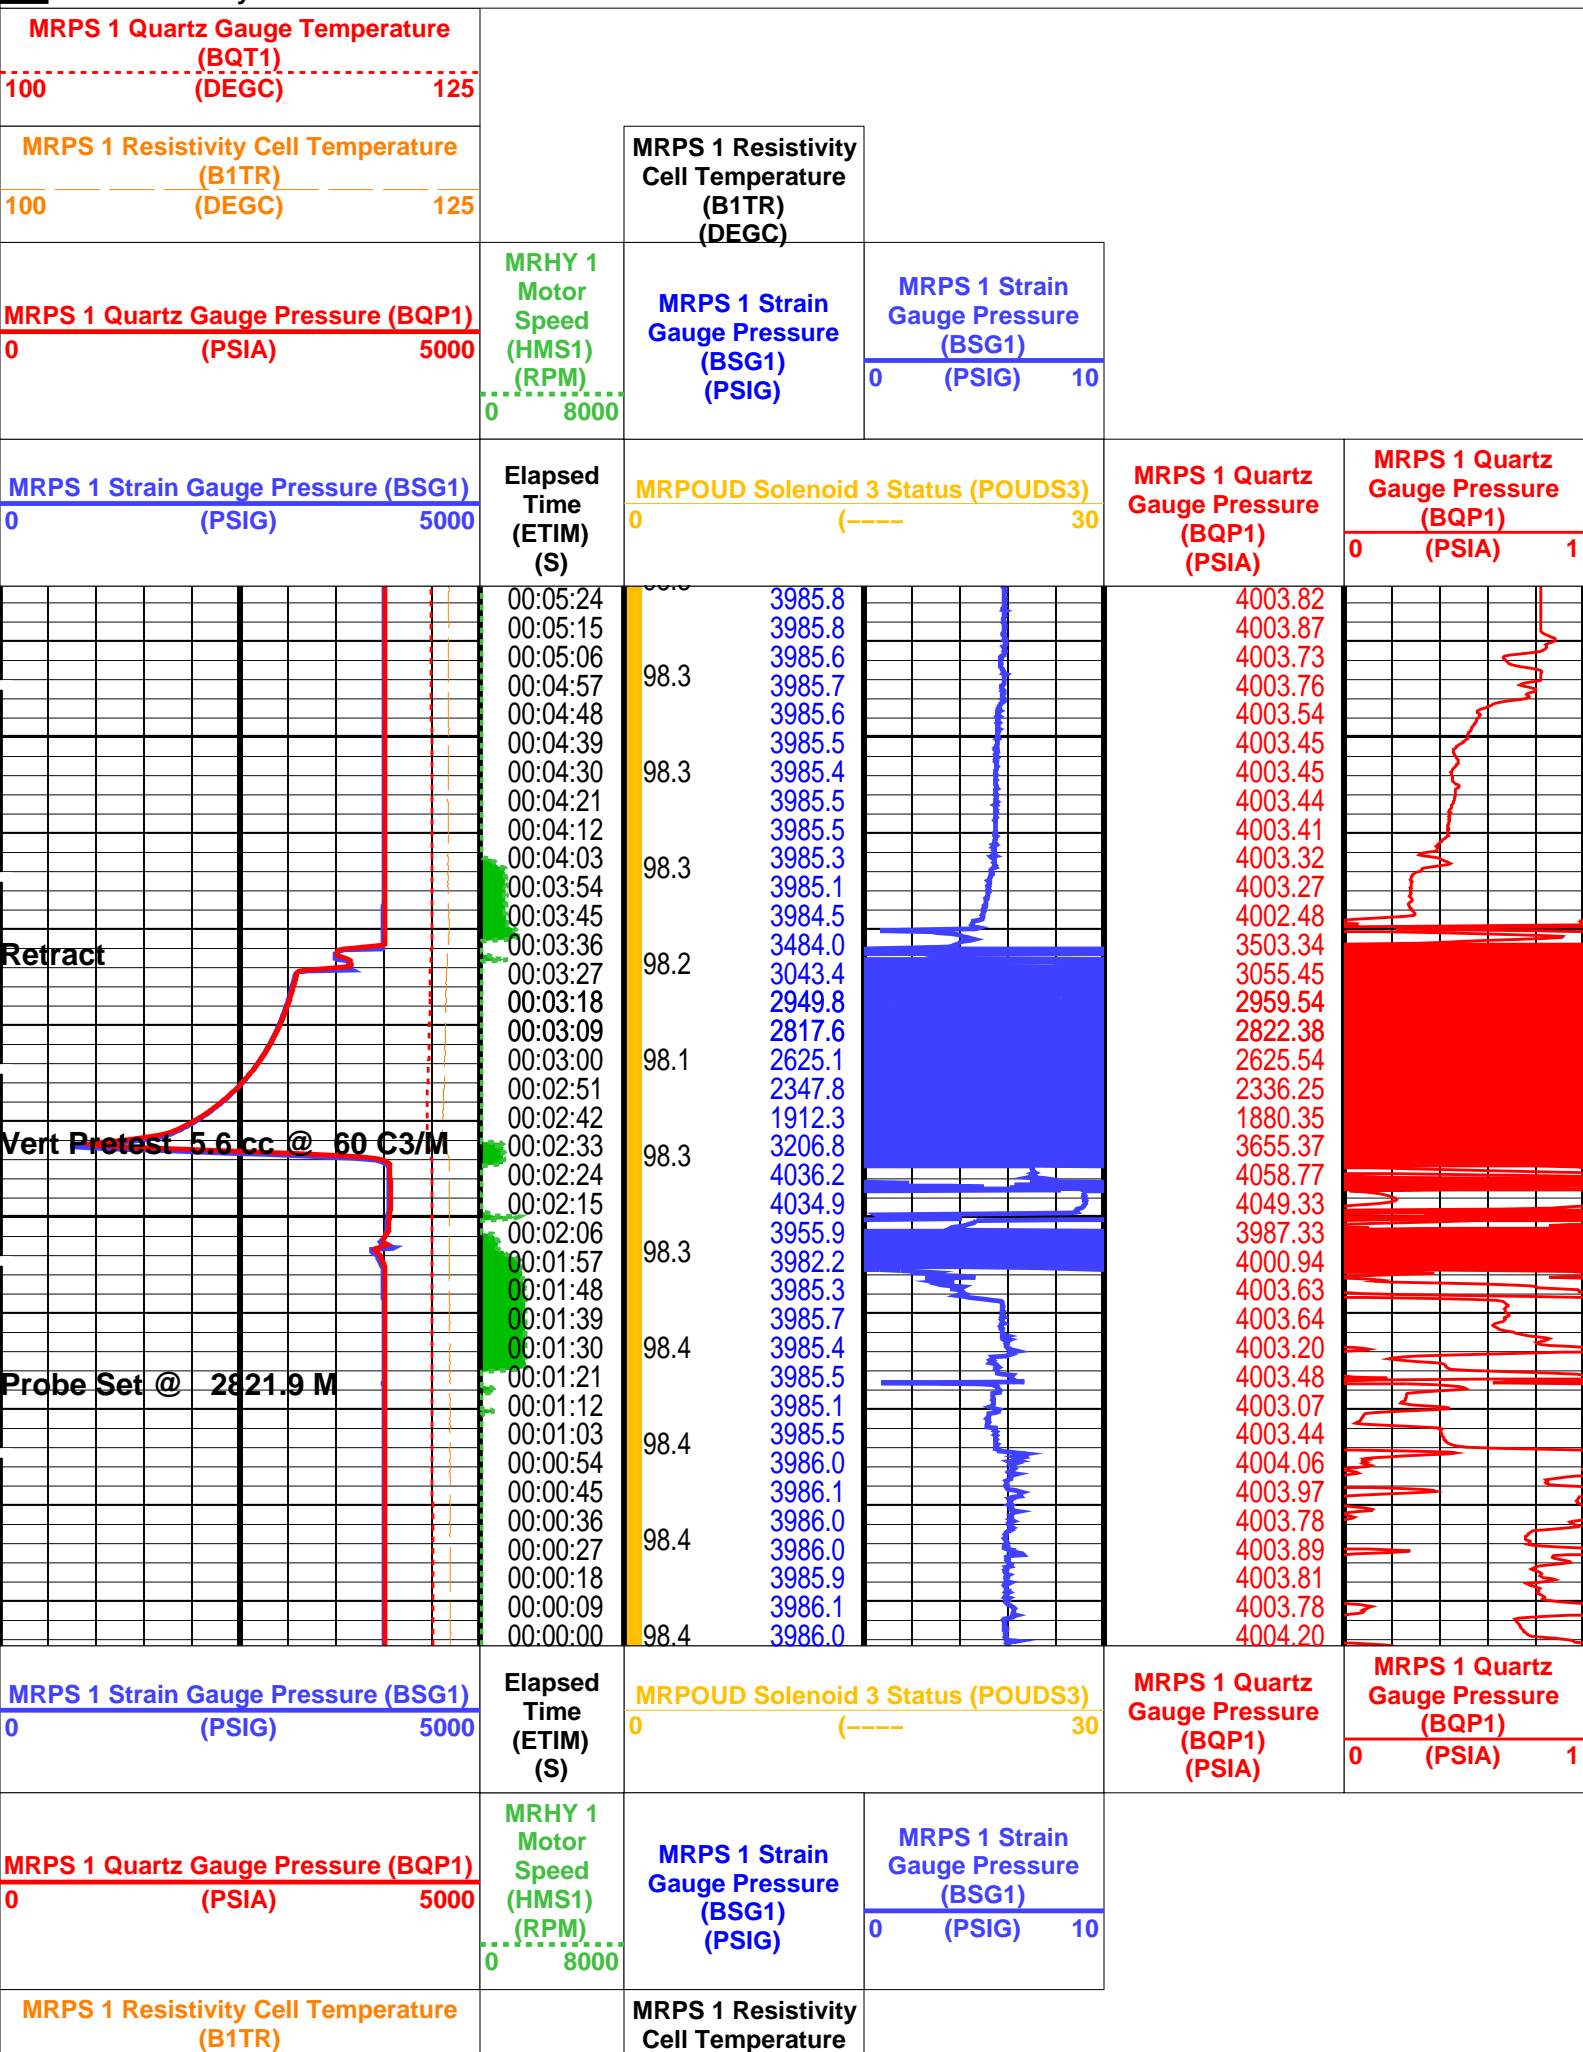 MRPS 1 Quartz Gauge Temperature
(BQT1)
100 (DEGC) 125
MRPS 1 Resistivity Cell Temperature
(B1TR)
100 (DEGC) 125
MRPS 1 Resistivity
Cell Temperature
(B1TR)
(DEGC)
MRPS 1 Quartz Gauge Pressure (BQP1)
0 (PSIA) 5000
MRHY 1
Motor
Speed
(HMS1)
(RPM)
0 8000
MRPS 1 Strain
Gauge Pressure
(BSG1)
(PSIG)
MRPS 1 Strain
Gauge Pressure
(BSG1)
0 (PSIG) 10
MRPS 1 Strain Gauge Pressure (BSG1)
0 (PSIG) 5000
Elapsed
Time
(ETIM)
(S)
MRPOUD Solenoid 3 Status (POUDS3)
0 (---- 30
MRPS 1 Quartz
Gauge Pressure
(BQP1)
(PSIA)
MRPS 1 Quartz
Gauge Pressure
(BQP1)
0 (PSIA) 1
00:05:24 3985.8 4003.82
00:05:15 3985.8 4003.87
00:05:06 3985.6 4003.73
98.3
00:04:57 3985.7 4003.76
00:04:48 3985.6 4003.54
00:04:39 3985.5 4003.45
00:04:30 98.3 3985.4 4003.45
00:04:21 3985.5 4003.44
00:04:12 3985.5 4003.41
00:04:03 98.3 3985.3 4003.32
00:03:54 3985.1 4003.27
00:03:45 3984.5 4002.48
00:03:36 3484.0 3503.34
Retract
98.2
00:03:27 3043.4 3055.45
00:03:18 2949.8 2959.54
00:03:09 2817.6 2822.38
00:03:00 98.1 2625.1 2625.54
00:02:51 2347.8 2336.25
00:02:42 1912.3 1880.35
Vert Pretest 5.6 cc @ 60 C3/M
00:02:33 98.3 3206.8 3655.37
00:02:24 4036.2 4058.77
00:02:15 4034.9 4049.33
00:02:06 3955.9 3987.33
98.3
00:01:57 3982.2 4000.94
00:01:48 3985.3 4003.63
00:01:39 3985.7 4003.64
00:01:30 98.4 3985.4 4003.20
00:01:21 3985.5 4003.48
Probe Set @ 2821.9 M
00:01:12 3985.1 4003.07
00:01:03 98.4 3985.5 4003.44
00:00:54 3986.0 4004.06
00:00:45 3986.1 4003.97
00:00:36 3986.0 4003.78
98.4
00:00:27 3986.0 4003.89
00:00:18 3985.9 4003.81
00:00:09 3986.1 4003.78
00:00:00 98.4 3986.0 4004.20
MRPS 1 Strain Gauge Pressure (BSG1)
0 (PSIG) 5000
Elapsed
Time
(ETIM)
(S)
MRPOUD Solenoid 3 Status (POUDS3)
0 (---- 30
MRPS 1 Quartz
Gauge Pressure
(BQP1)
(PSIA)
MRPS 1 Quartz
Gauge Pressure
(BQP1)
0 (PSIA) 1
MRPS 1 Quartz Gauge Pressure (BQP1)
0 (PSIA) 5000
MRHY 1
Motor
Speed
(HMS1)
(RPM)
0 8000
MRPS 1 Strain
Gauge Pressure
(BSG1)
(PSIG)
MRPS 1 Strain
Gauge Pressure
(BSG1)
0 (PSIG) 10
MRPS 1 Resistivity Cell Temperature
(B1TR)
MRPS 1 Resistivity
Cell Temperature